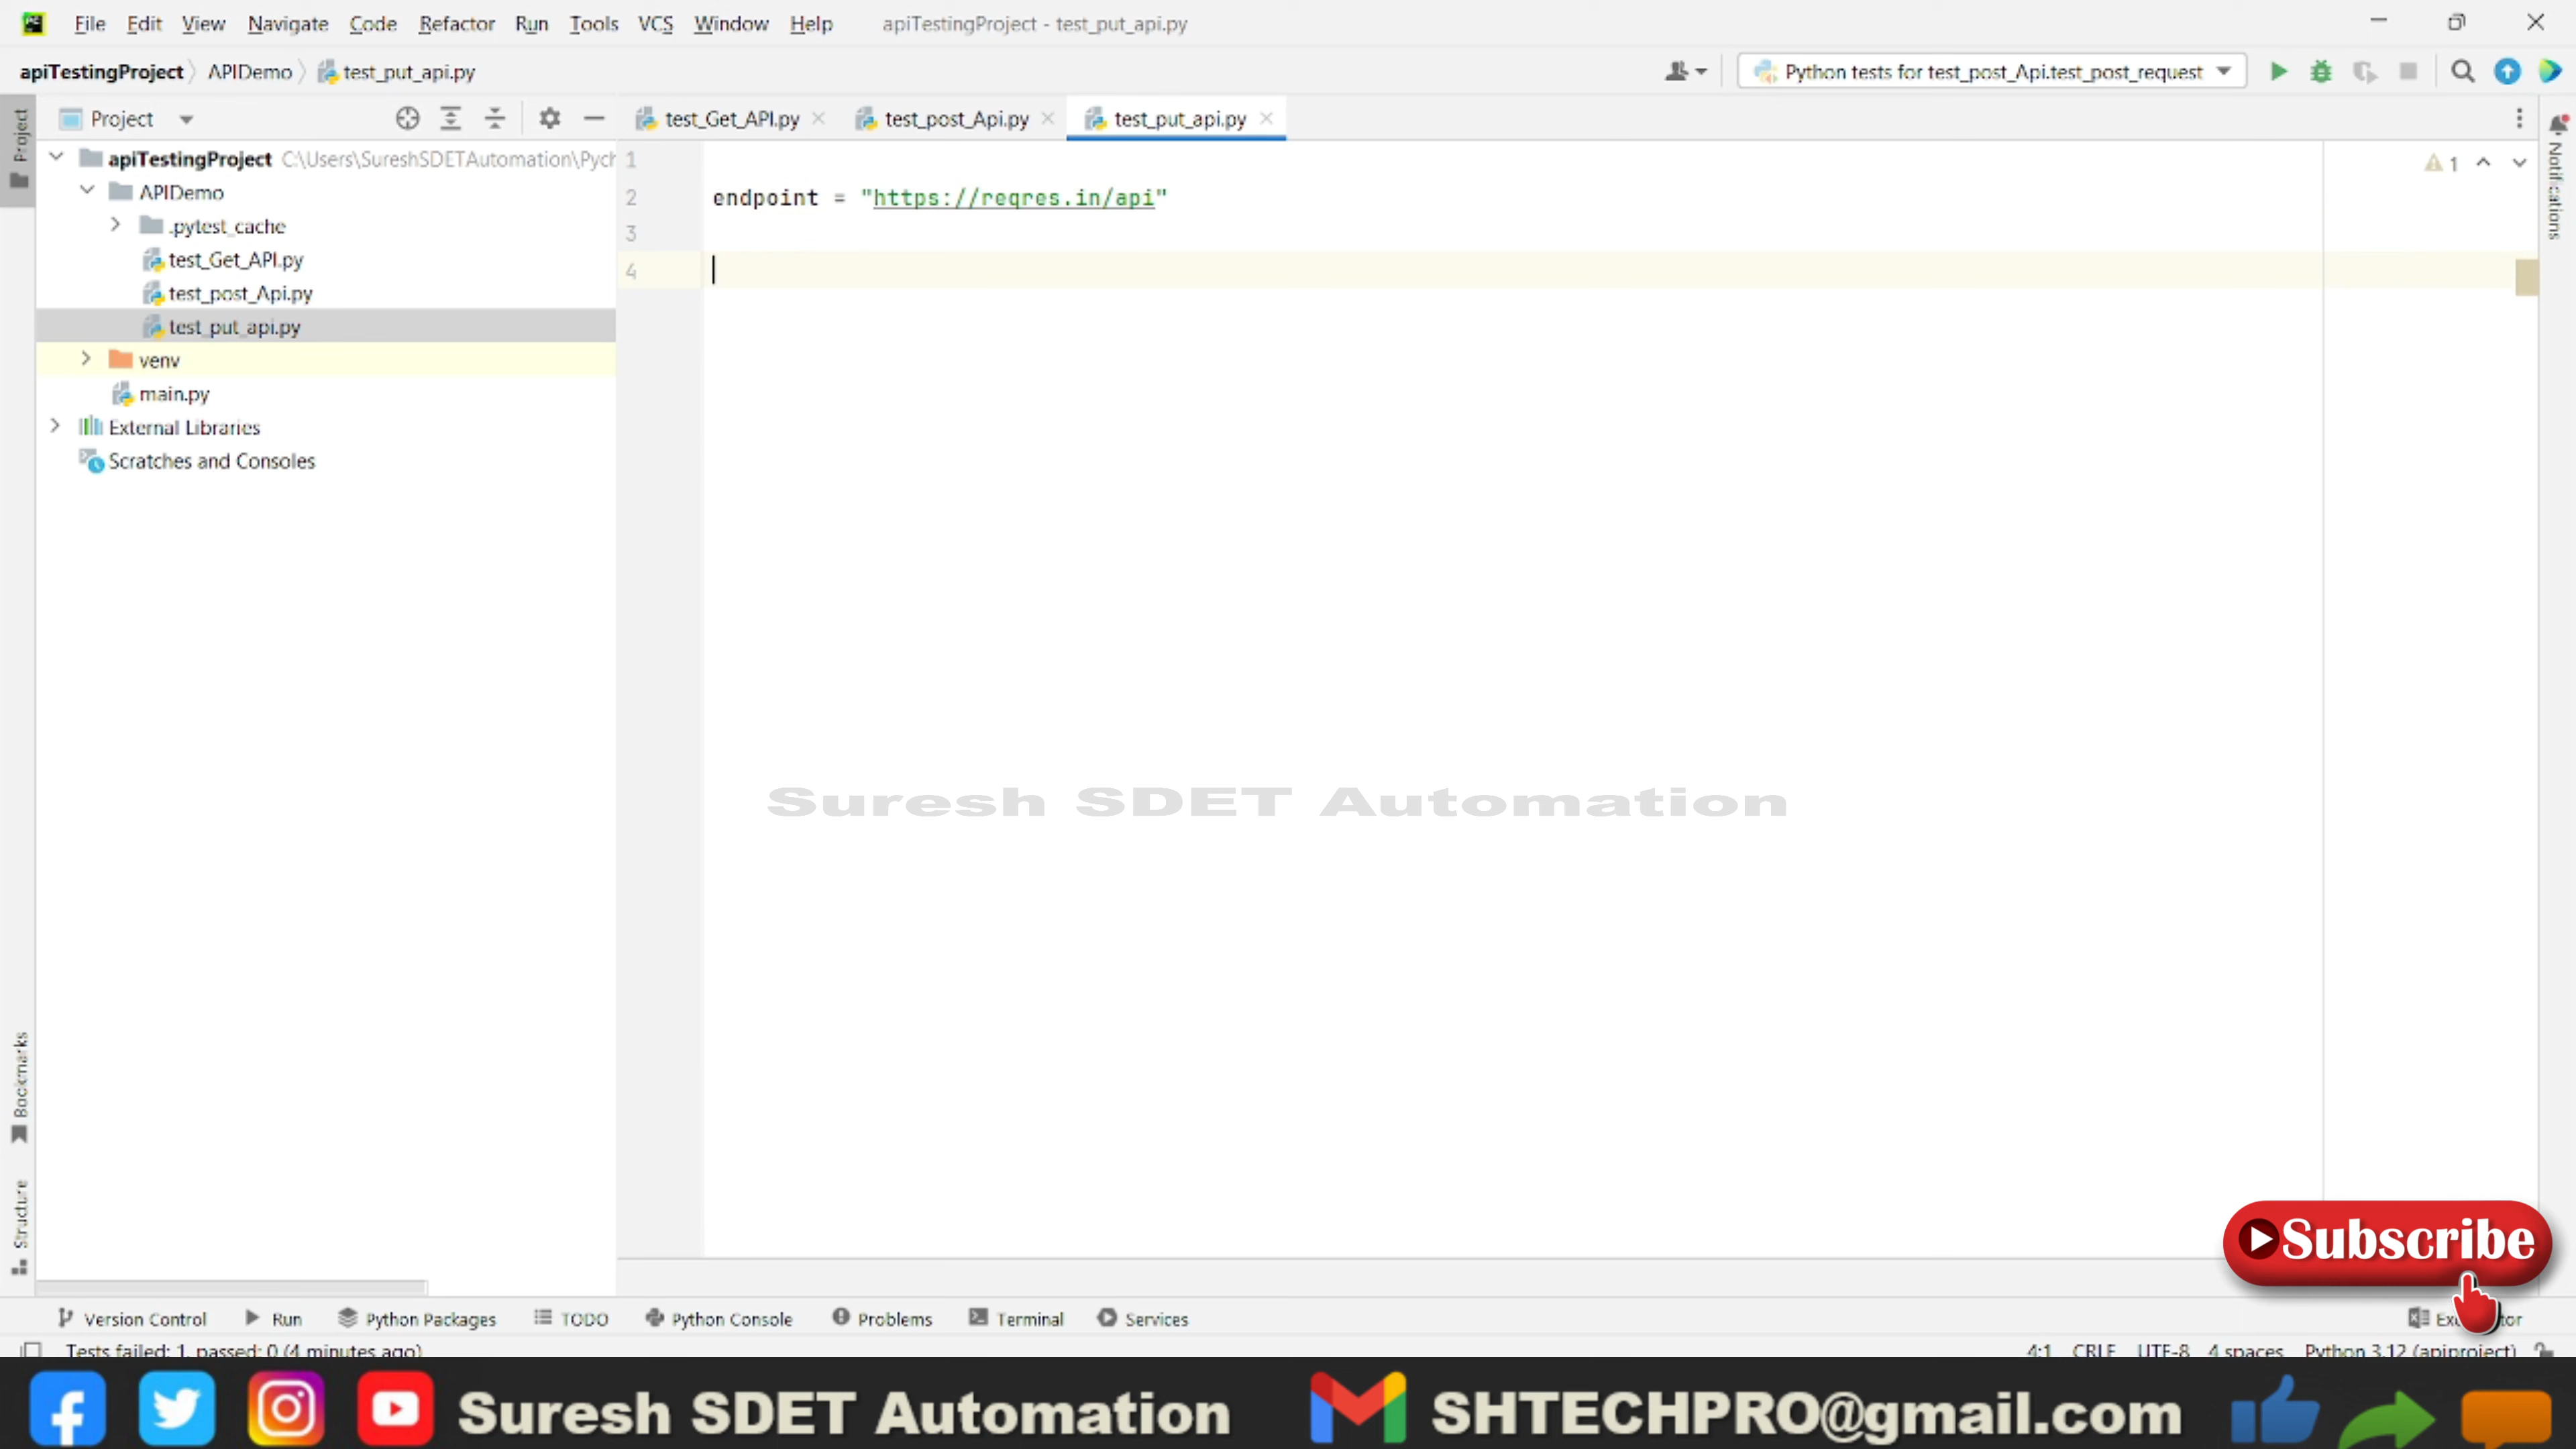 File Edit View Navigate Code Refactor Run Tools VCS Window Help apiTestingProject - test_put_api.py
apiTestingProject APIDemo test_put_api.py Python tests for test_post_Api.test_post_request
Project Project test_Get_API.py test_post_Api.py test_put_api.py
apiTestingProject C:\Users\SureshSDETAutomation\Pych 1 1 Notifications
APIDemo 2 endpoint = "https://reqres.in/api"
.pytest_cache 3
test_Get_API.py 4
test_post_Api.py
test_put_api.py
venv
main.py
External Libraries
Scratches and Consoles
Suresh SDET Automation
Bookmarks
Structure
Subscribe
Version Control Run Python Packages TODO Python Console Problems Terminal Services
Tests failed: 1, passed: 0 (4 minutes ago) 4:1 CRLF UTF-8 4 spaces Python 3.12 (apiproject)
Suresh SDET Automation SHTECHPRO@gmail.com